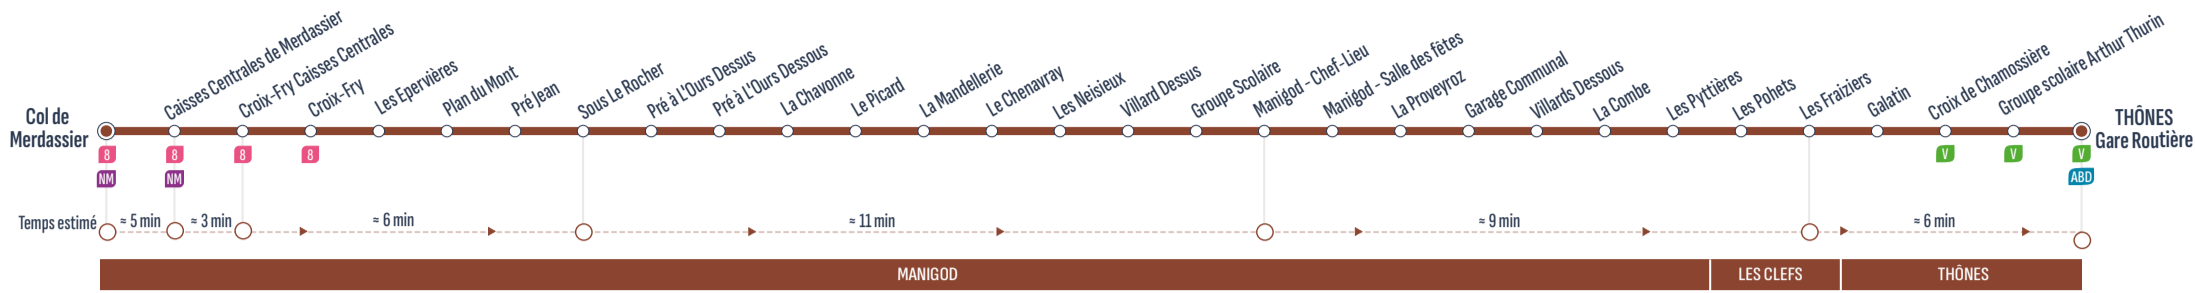 Col de
Merdassier
Caisses Centrales de Merdassier
Croix-Fry Caisses Centrales
Croix-Fry
Les Epervières
Plan du Mont
Pré Jean
Sous Le Rocher
Pré à L'Ours Dessus
Pré à L'Ours Dessous
La Chavonne
Le Picard
La Mandellerie
Le Chenavray
Les Neisieux
Villard Dessus
Groupe Scolaire
Manigod - Chef-Lieu
Manigod - Salle des fêtes
La Proveyroz
Garage Communal
Villards Dessous
La Combe
Les Pyttières
Les Pohets
Les Fraiziers
Galatin
Croix de Chamossière
Groupe scolaire Arthur Thurin
THÔNES
Gare Routière
8 8 8 8 V V V
NM NM ABD
Temps estimé ≈ 5 min ≈ 3 min ≈ 6 min ≈ 11 min ≈ 9 min ≈ 6 min
MANIGOD LES CLEFS THÔNES